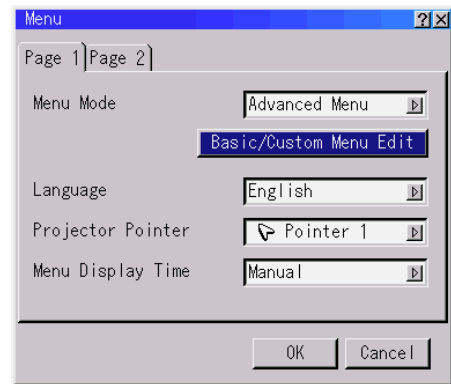 Menu ? ×
Page 1 Page 2
Menu Mode Advanced Menu
Basic/Custom Menu Edit
Language English
Projector Pointer Pointer 1
Menu Display Time Manual
OK Cancel